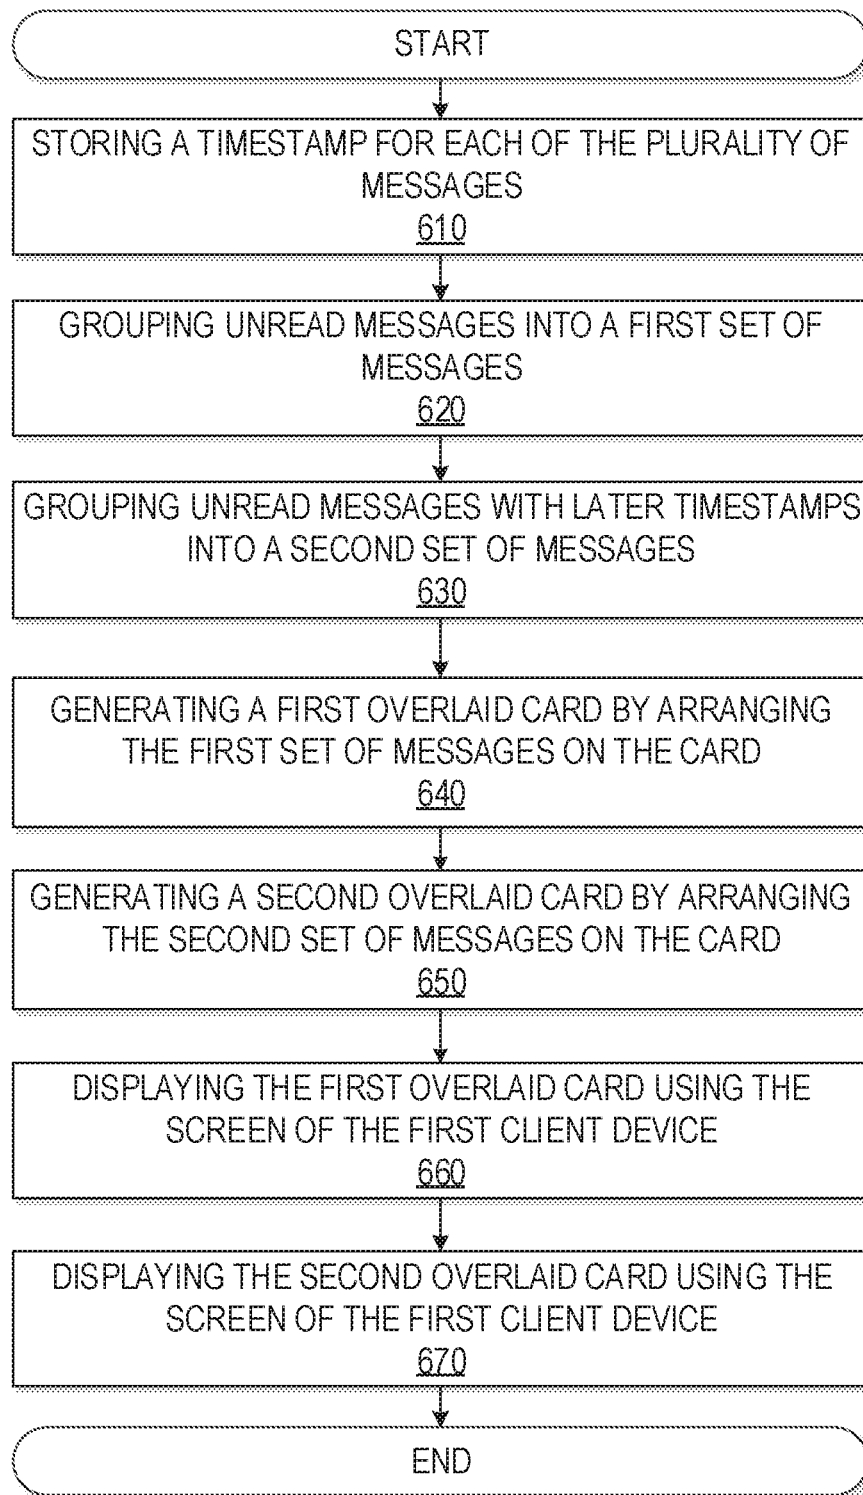 START
STORING A TIMESTAMP FOR EACH OF THE PLURALITY OF
MESSAGES
610
GROUPING UNREAD MESSAGES INTO A FIRST SET OF
MESSAGES
620
GROUPING UNREAD MESSAGES WITH LATER TIMESTAMPS
INTO A SECOND SET OF MESSAGES
630
GENERATING A FIRST OVERLAID CARD BY ARRANGING
THE FIRST SET OF MESSAGES ON THE CARD
640
GENERATING A SECOND OVERLAID CARD BY ARRANGING
THE SECOND SET OF MESSAGES ON THE CARD
650
DISPLAYING THE FIRST OVERLAID CARD USING THE
SCREEN OF THE FIRST CLIENT DEVICE
660
DISPLAYING THE SECOND OVERLAID CARD USING THE
SCREEN OF THE FIRST CLIENT DEVICE
670
END